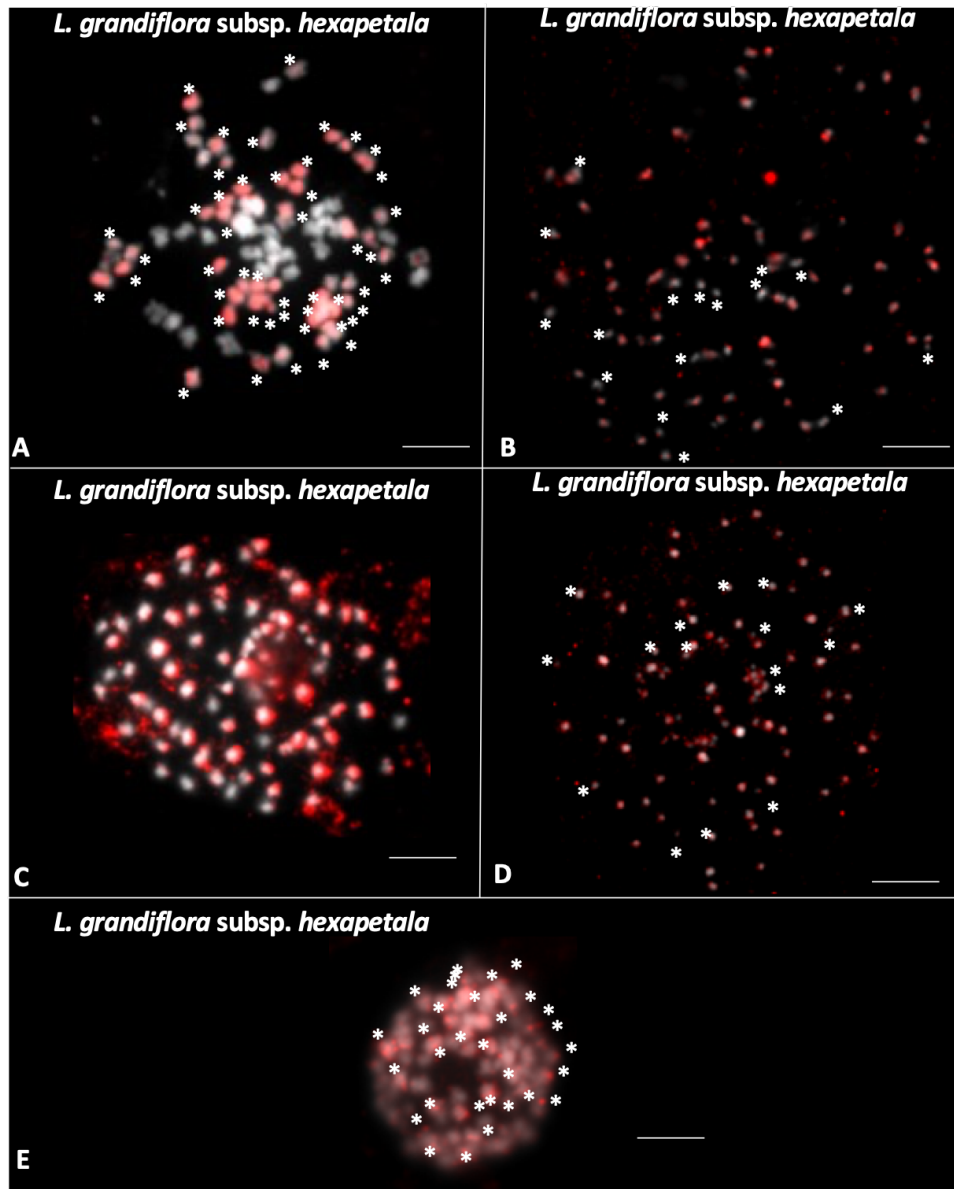 L. grandiflora subsp. hexapetala
L. grandiflora subsp. hexapetala
A
B
L. grandiflora subsp. hexapetala
L. grandiflora subsp. hexapetala
C
D
L. grandiflora subsp. hexapetala
E